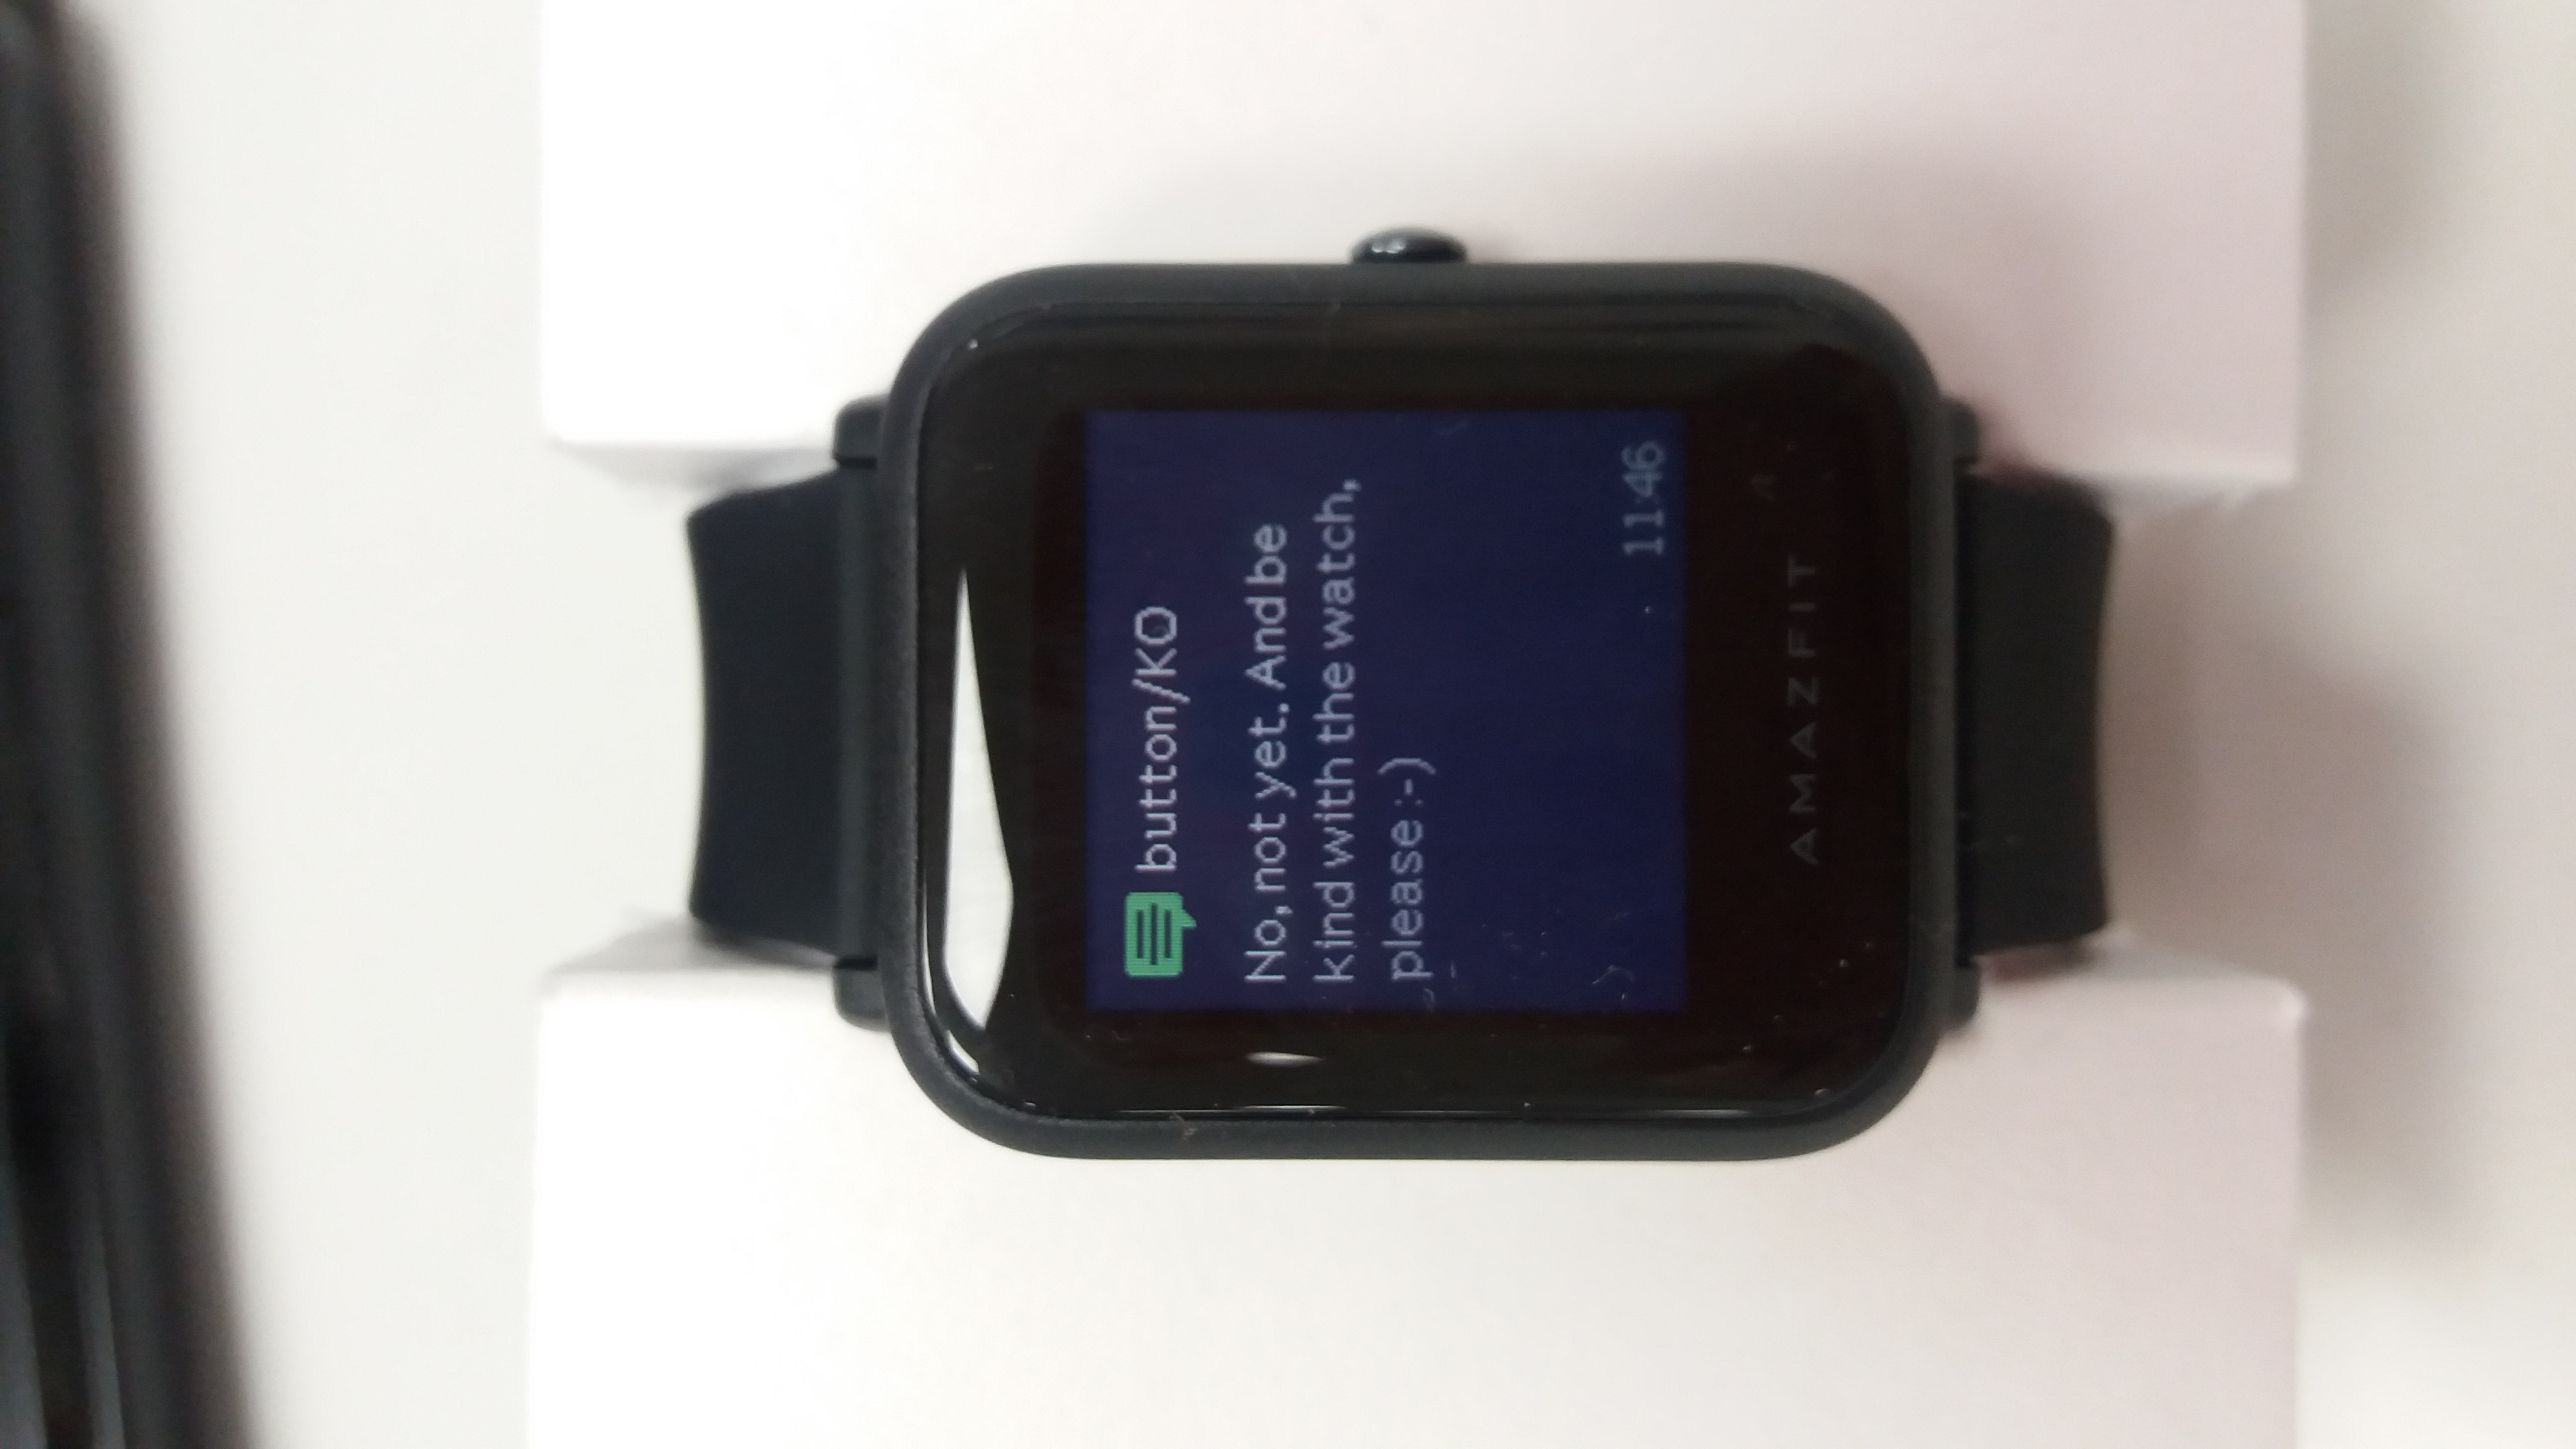 button/KO
No, not yet. And be
kind with the watch,
please :-)
11:46
AMAZFIT